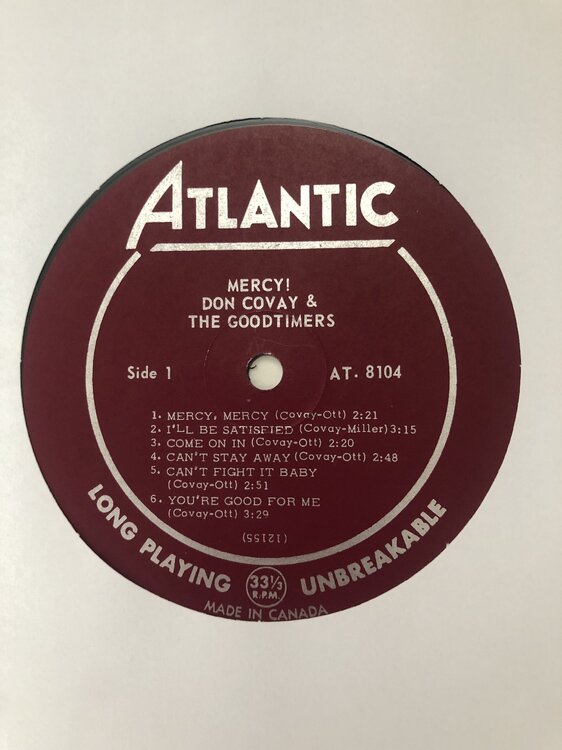 ATLANTIC
MERCY!
DON COVAY &
THE GOODTIMERS
Side 1
AT. 8104
1. MERCY, MERCY (Covay-Ott) 2:21
2. I'LL BE SATISFIED (Covay-Miller) 3:15
3. COME ON IN (Covay-Ott) 2:20
4. CAN'T STAY AWAY (Covay-Ott) 2:48
5. CAN'T FIGHT IT BABY
(Covay-Ott) 2:51
6. YOU'RE GOOD FOR ME
(Covay-Ott) 3:29
(12155)
LONG PLAYING 33 1/3 R.P.M. UNBREAKABLE
MADE IN CANADA